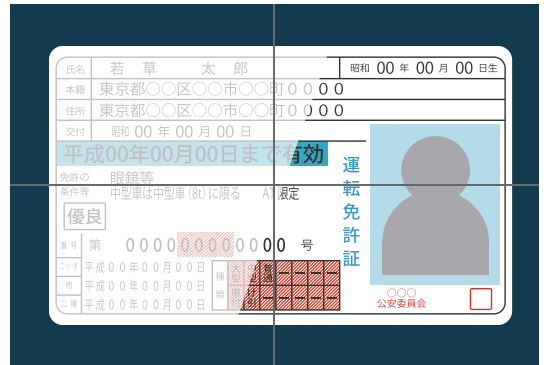 氏名 若草 太郎 昭和 00 年 00 月 00 日生
本籍 東京都○○区○○市○○町0000
住所 東京都○○区○○市○○町0000
交付 昭和 00 年 00 月 00 日
平成00年00月00日まで有効
免許の 眼鏡等
条件等 中型車は中型車(8t)に限る AT限定
優良
番号 第 000000000000 号
二・小・原 平成00年00月00日
他 平成00年00月00日
二種 平成00年00月00日
種類
普通
運転免許証
○○○
公安委員会